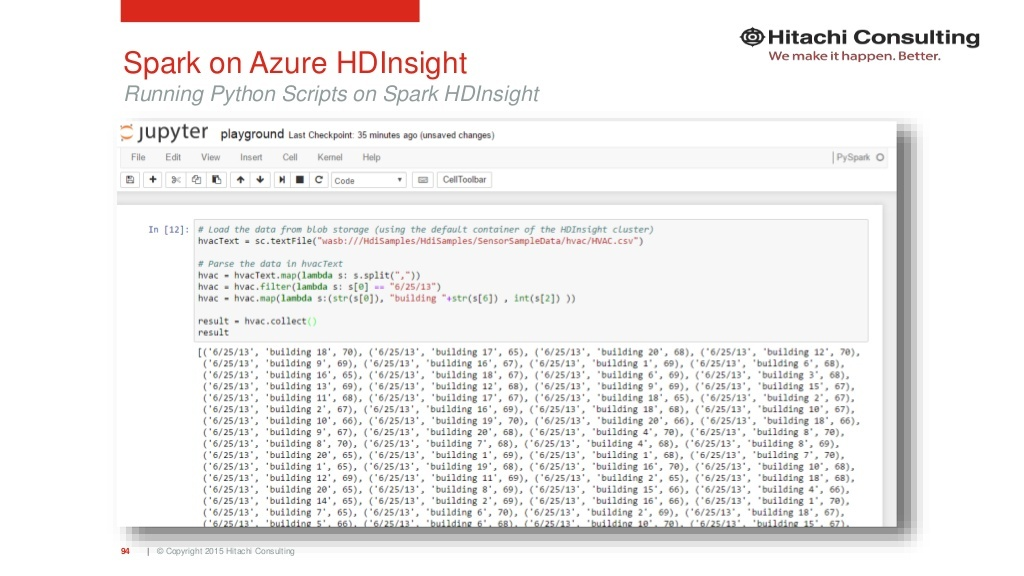 Hitachi Consulting
We make it happen. Better.
Spark on Azure HDInsight
Running Python Scripts on Spark HDInsight
jupyter playground Last Checkpoint: 35 minutes ago (unsaved changes)
File Edit View Insert Cell Kernel Help PySpark
Code CellToolbar
In [12]: # Load the data from blob storage (using the default container of the HDInsight cluster)
hvacText = sc.textFile("wasb:///HdiSamples/HdiSamples/SensorSampleData/hvac/HVAC.csv")
# Parse the data in hvacText
hvac = hvacText.map(lambda s: s.split(","))
hvac = hvac.filter(lambda s: s[0] == "6/25/13")
hvac = hvac.map(lambda s:(str(s[0]), "building "+str(s[6]) , int(s[2]) ))
result = hvac.collect()
result
[('6/25/13', 'building 18', 70), ('6/25/13', 'building 17', 65), ('6/25/13', 'building 20', 68), ('6/25/13', 'building 12', 70),
('6/25/13', 'building 9', 69), ('6/25/13', 'building 16', 67), ('6/25/13', 'building 1', 69), ('6/25/13', 'building 6', 68),
('6/25/13', 'building 16', 65), ('6/25/13', 'building 18', 67), ('6/25/13', 'building 6', 69), ('6/25/13', 'building 3', 68),
('6/25/13', 'building 13', 69), ('6/25/13', 'building 12', 68), ('6/25/13', 'building 9', 69), ('6/25/13', 'building 15', 67),
('6/25/13', 'building 11', 68), ('6/25/13', 'building 17', 67), ('6/25/13', 'building 18', 65), ('6/25/13', 'building 2', 67),
('6/25/13', 'building 2', 67), ('6/25/13', 'building 16', 69), ('6/25/13', 'building 18', 68), ('6/25/13', 'building 10', 67),
('6/25/13', 'building 10', 66), ('6/25/13', 'building 19', 70), ('6/25/13', 'building 20', 66), ('6/25/13', 'building 18', 66),
('6/25/13', 'building 9', 67), ('6/25/13', 'building 20', 68), ('6/25/13', 'building 4', 70), ('6/25/13', 'building 8', 70),
('6/25/13', 'building 8', 70), ('6/25/13', 'building 7', 68), ('6/25/13', 'building 4', 68), ('6/25/13', 'building 8', 69),
('6/25/13', 'building 20', 65), ('6/25/13', 'building 1', 69), ('6/25/13', 'building 1', 68), ('6/25/13', 'building 7', 70),
('6/25/13', 'building 1', 65), ('6/25/13', 'building 19', 68), ('6/25/13', 'building 16', 70), ('6/25/13', 'building 10', 68),
('6/25/13', 'building 12', 69), ('6/25/13', 'building 11', 69), ('6/25/13', 'building 2', 65), ('6/25/13', 'building 18', 68),
('6/25/13', 'building 20', 65), ('6/25/13', 'building 8', 69), ('6/25/13', 'building 15', 66), ('6/25/13', 'building 4', 66),
('6/25/13', 'building 14', 65), ('6/25/13', 'building 2', 69), ('6/25/13', 'building 16', 66), ('6/25/13', 'building 1', 70),
('6/25/13', 'building 7', 65), ('6/25/13', 'building 6', 70), ('6/25/13', 'building 2', 69), ('6/25/13', 'building 18', 67),
('6/25/13', 'building 5', 66), ('6/25/13', 'building 6', 68), ('6/25/13', 'building 10', 70), ('6/25/13', 'building 15', 67),
94 | © Copyright 2015 Hitachi Consulting